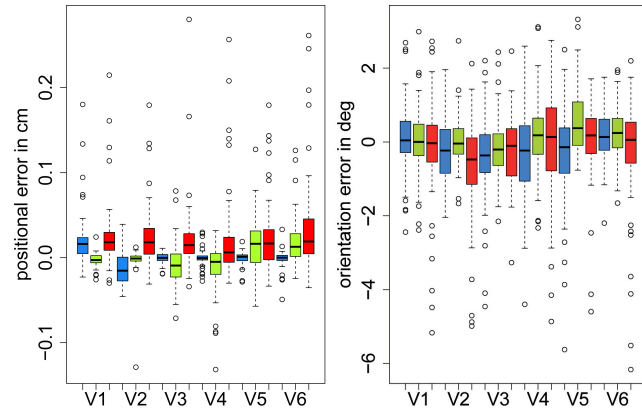 positional error in cm
0.2
0.1
0.0
−0.1
V1 V2 V3 V4 V5 V6
orientation error in deg
2
0
−2
−4
−6
V1 V2 V3 V4 V5 V6